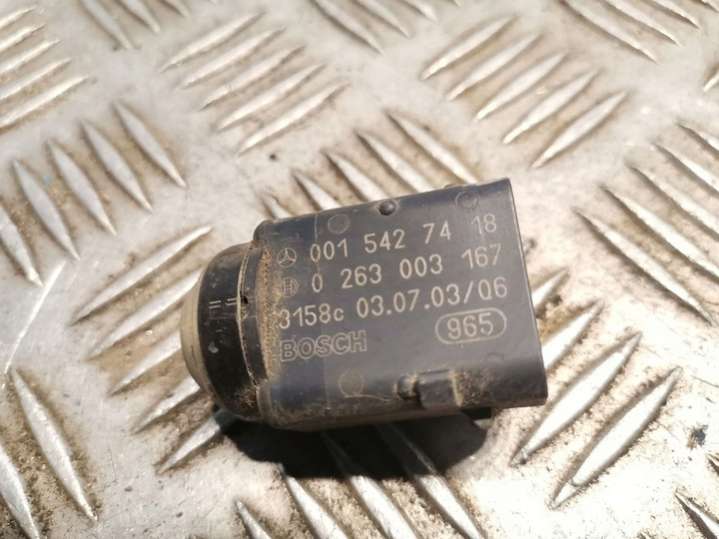 001 542 74 18
0 263 003 167
3158c 03.07.03/06
BOSCH 965